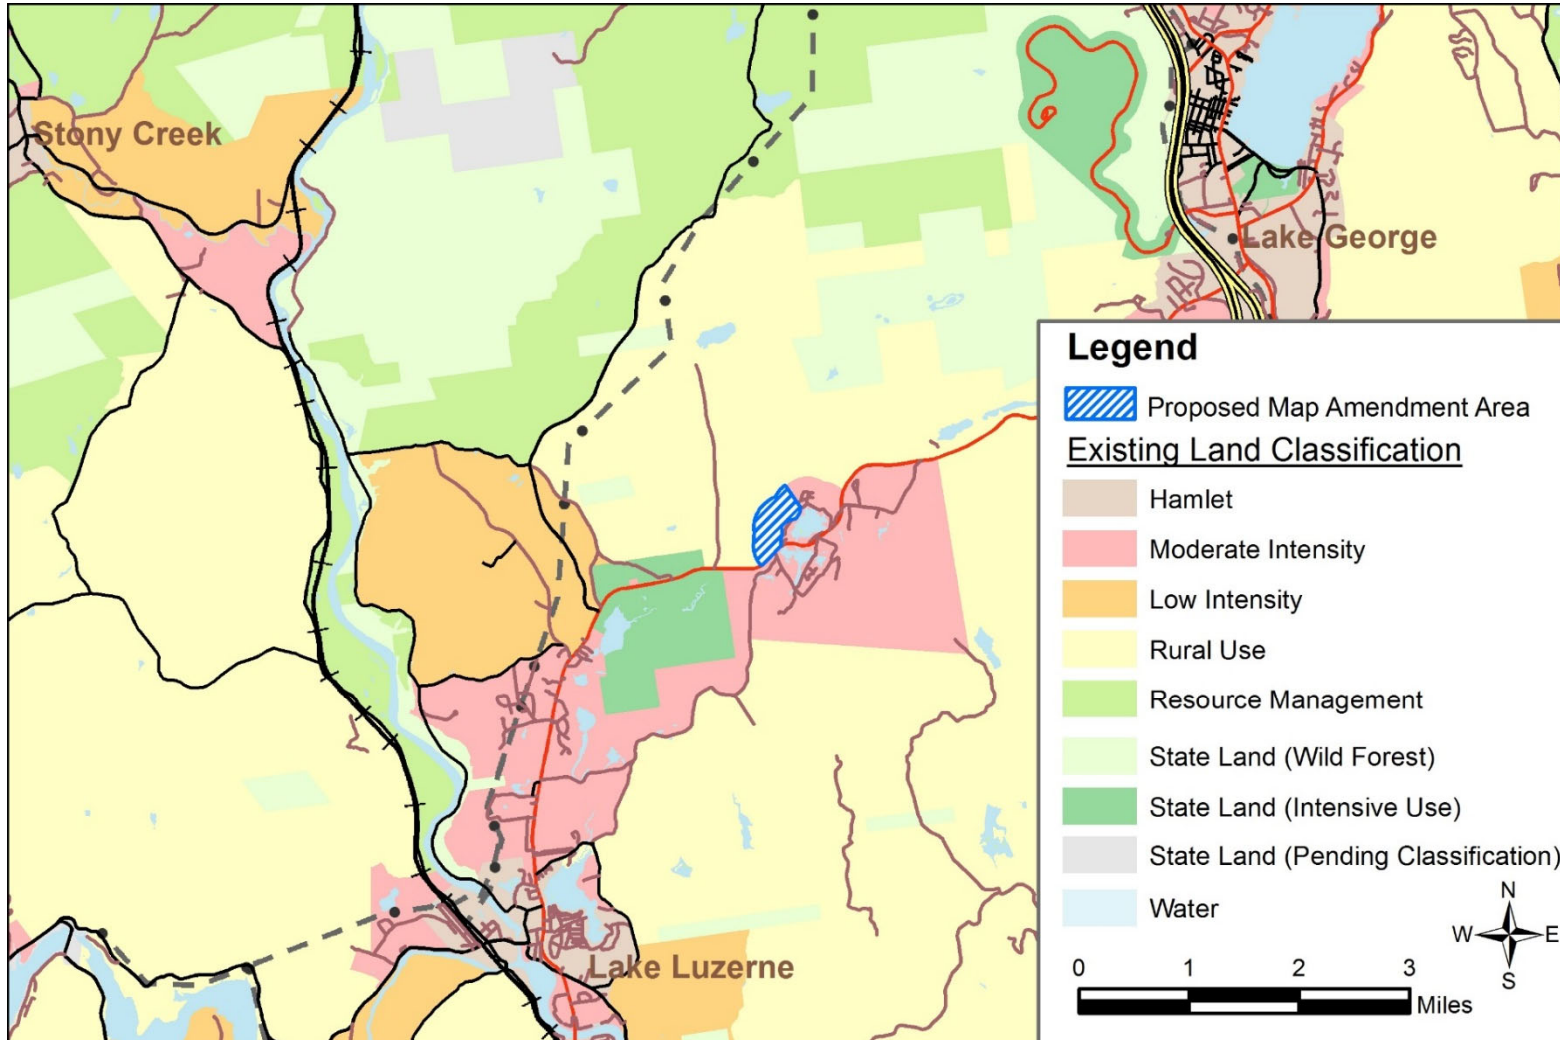 Stony Creek
Lake George
Legend
Proposed Map Amendment Area
Existing Land Classification
Hamlet
Moderate Intensity
Low Intensity
Rural Use
Resource Management
State Land (Wild Forest)
State Land (Intensive Use)
State Land (Pending Classification)
Water
N
W E
S
0 1 2 3
Miles
Lake Luzerne